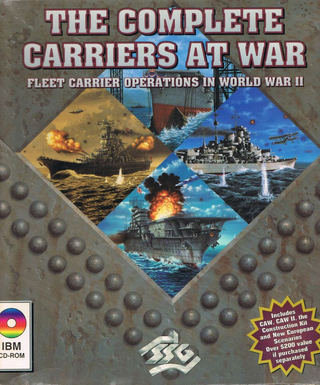 THE COMPLETE
CARRIERS AT WAR
FLEET CARRIER OPERATIONS IN WORLD WAR II
Includes
CAW, CAW II, the
Construction Kit
and New European
Scenarios
Over $200 value
if purchased
separately
IBM
CD-ROM
SSG